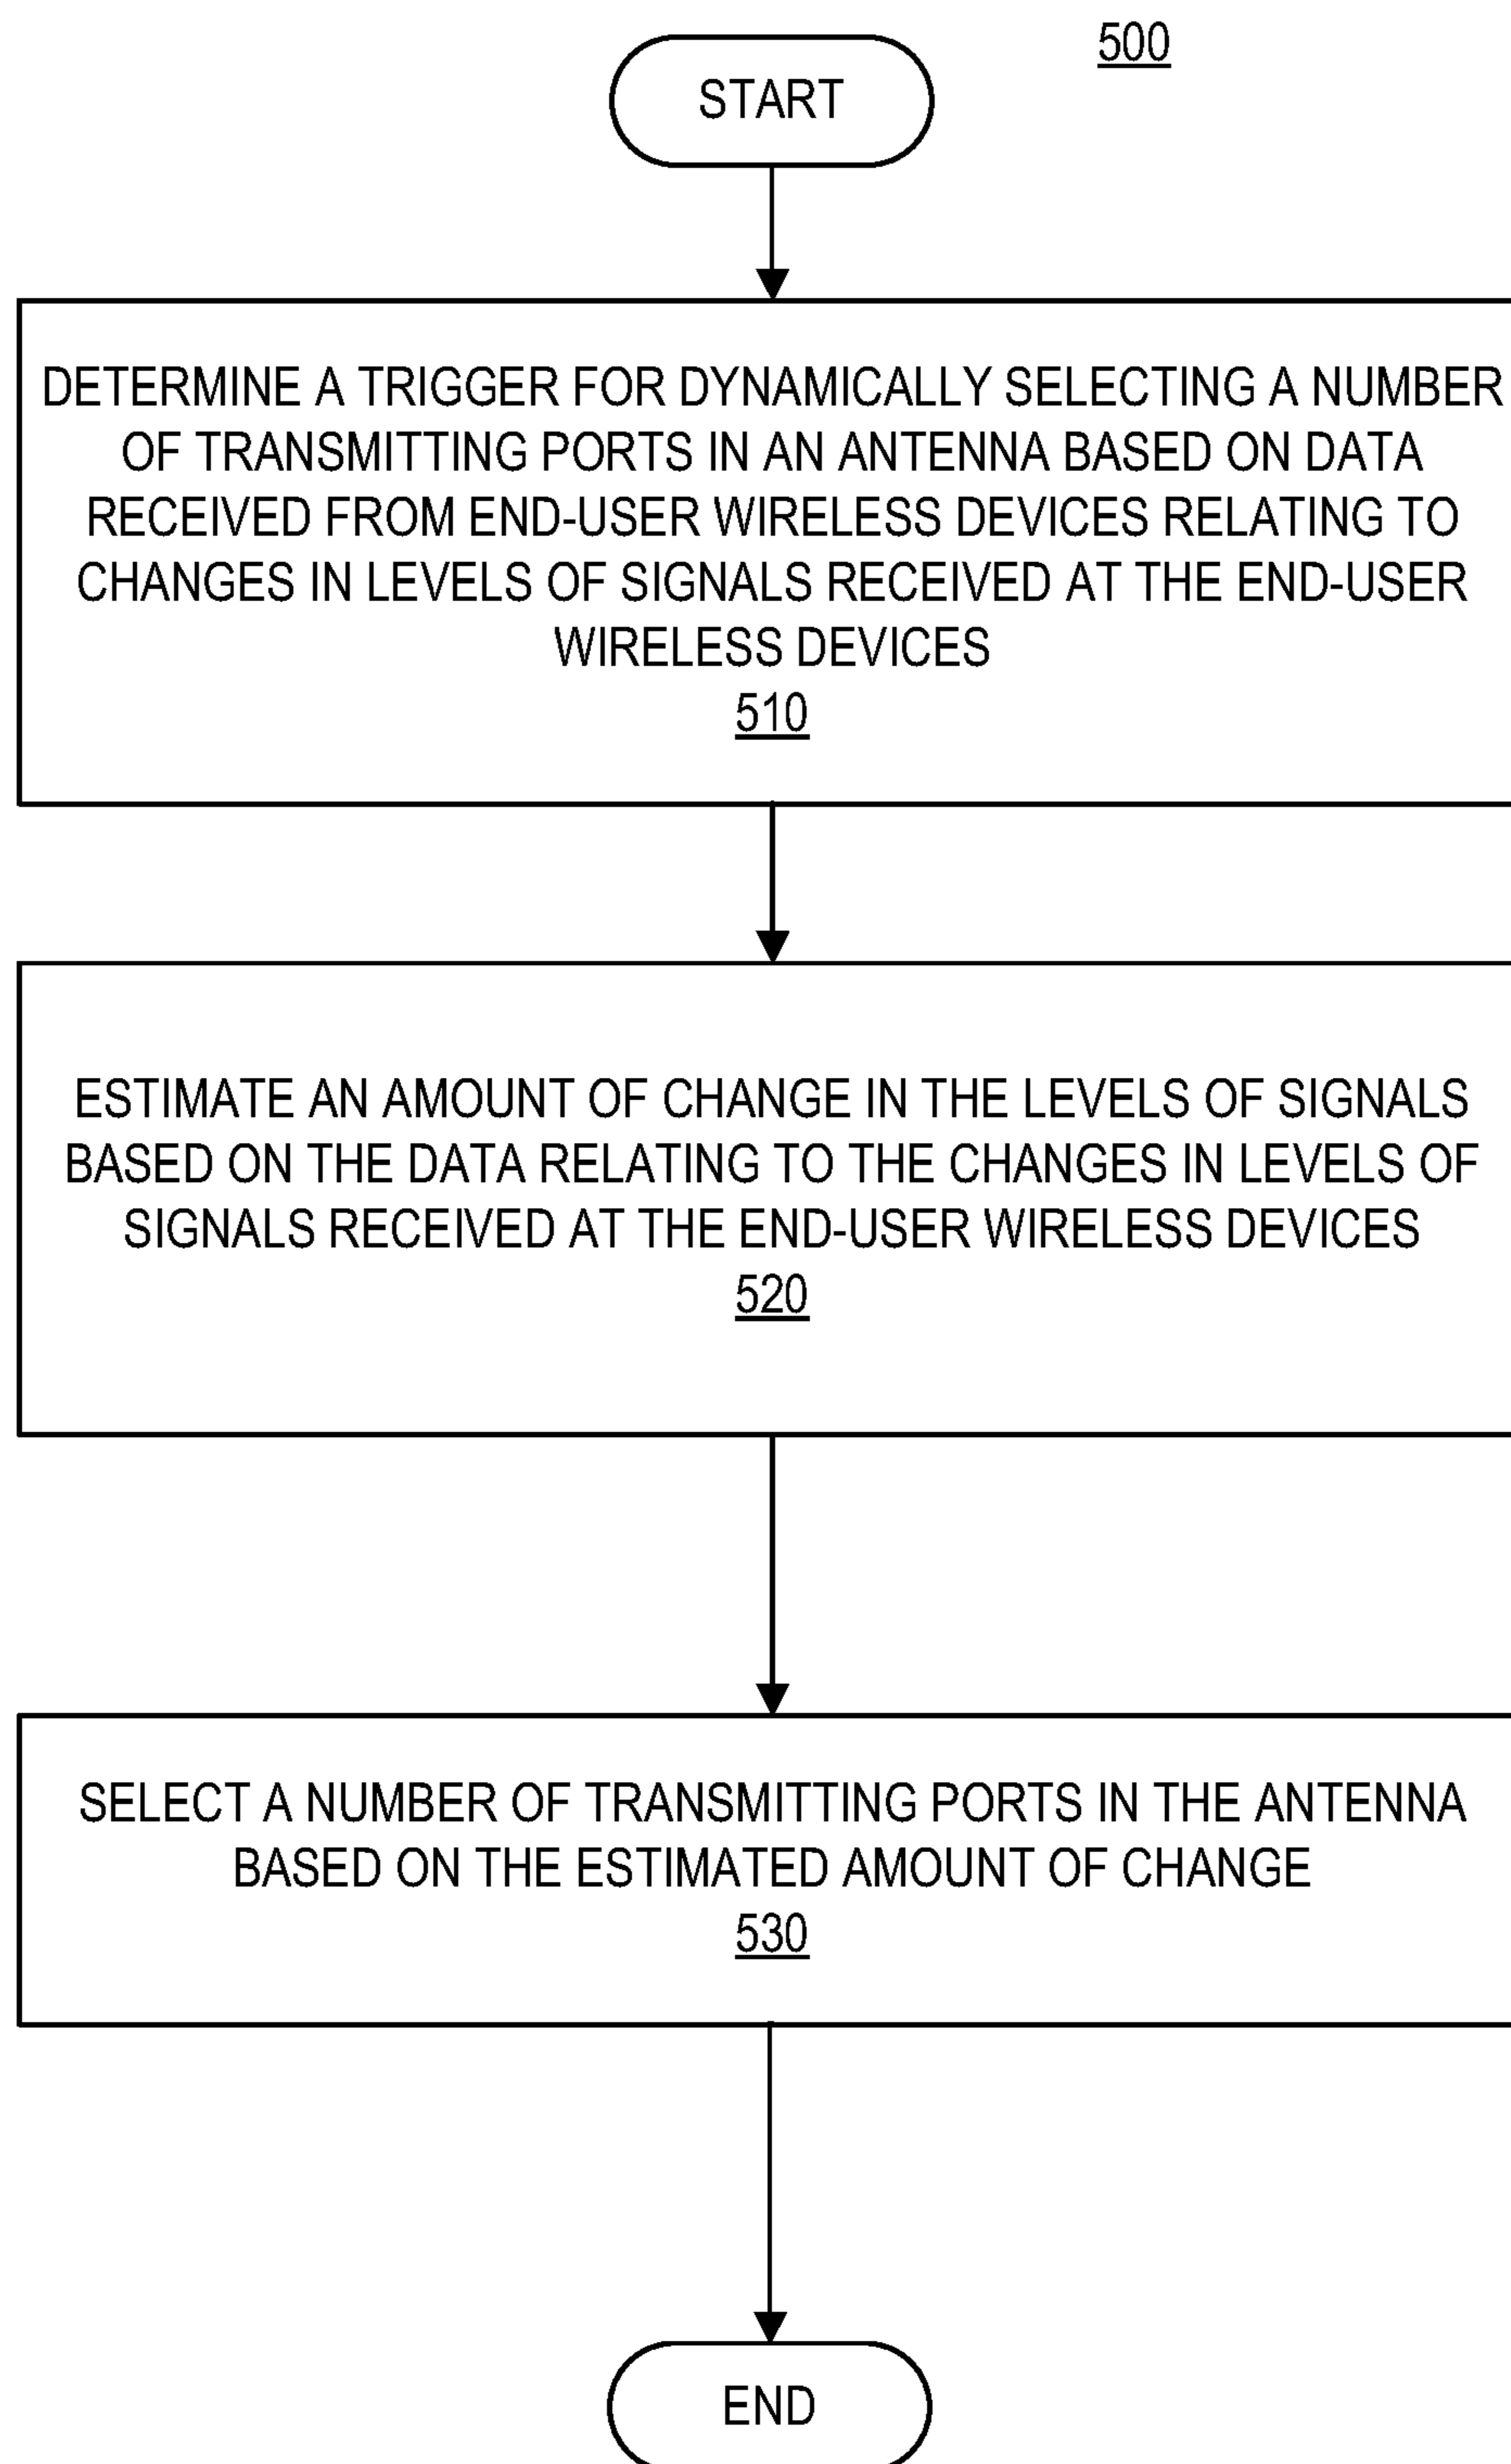 500
START
DETERMINE A TRIGGER FOR DYNAMICALLY SELECTING A NUMBER
OF TRANSMITTING PORTS IN AN ANTENNA BASED ON DATA
RECEIVED FROM END-USER WIRELESS DEVICES RELATING TO
CHANGES IN LEVELS OF SIGNALS RECEIVED AT THE END-USER
WIRELESS DEVICES
510
ESTIMATE AN AMOUNT OF CHANGE IN THE LEVELS OF SIGNALS
BASED ON THE DATA RELATING TO THE CHANGES IN LEVELS OF
SIGNALS RECEIVED AT THE END-USER WIRELESS DEVICES
520
SELECT A NUMBER OF TRANSMITTING PORTS IN THE ANTENNA
BASED ON THE ESTIMATED AMOUNT OF CHANGE
530
END